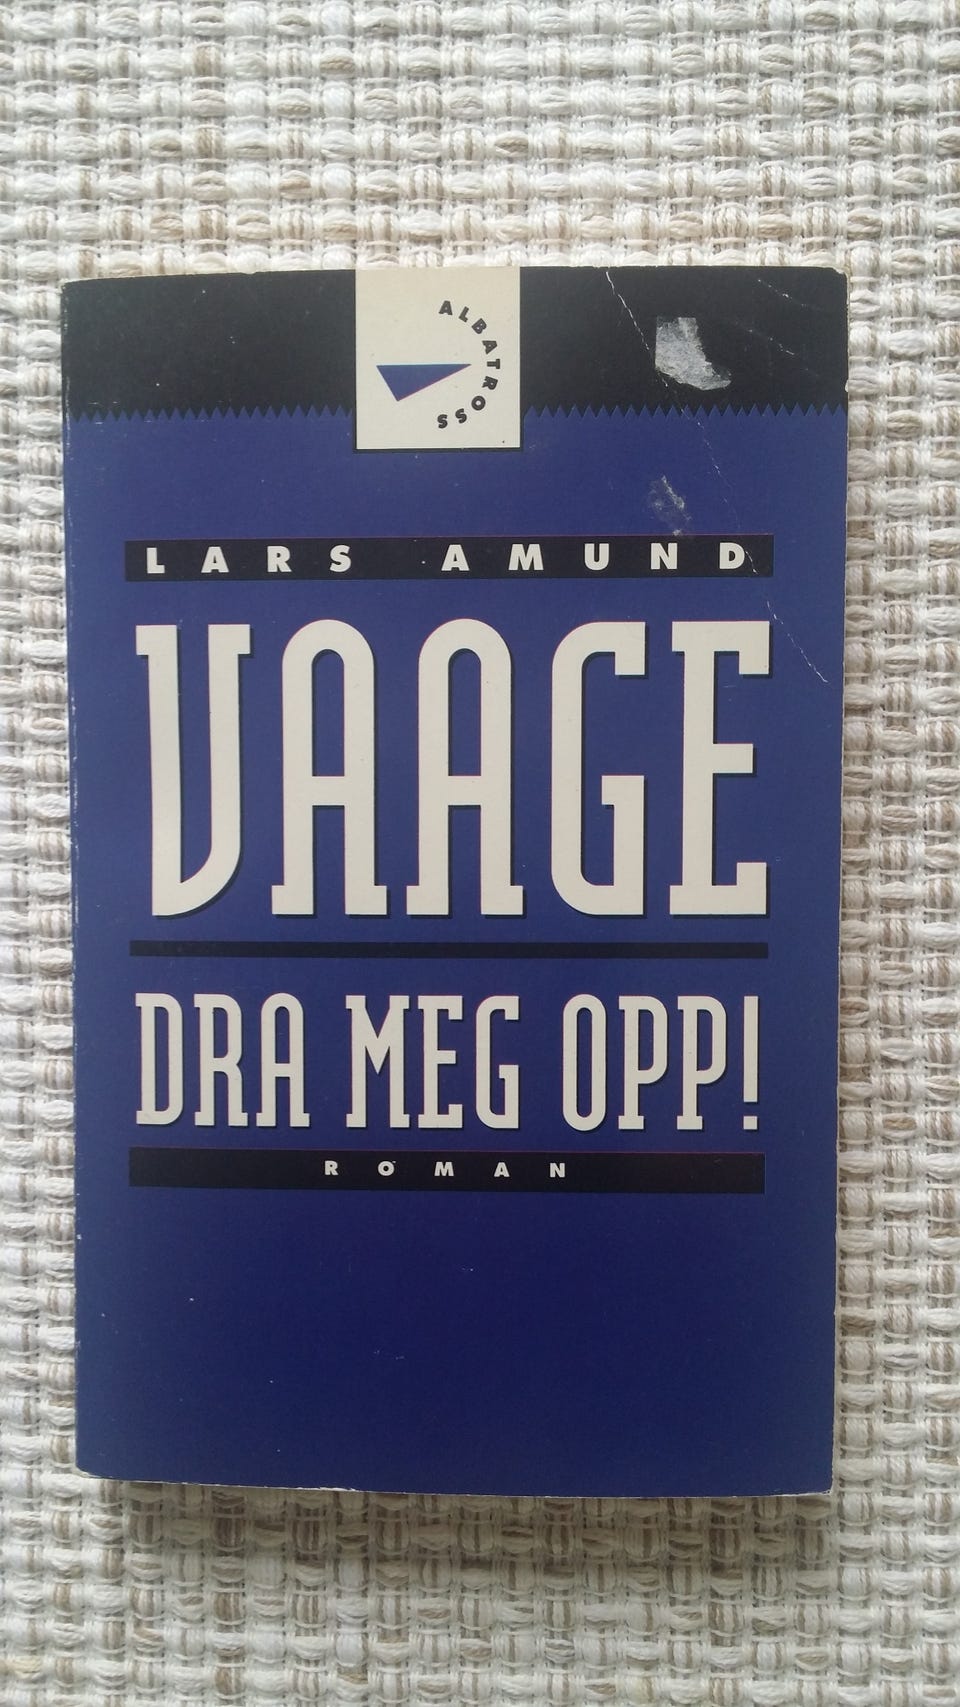 ALBATROSS
LARS AMUND
VAAGE
DRA MEG OPP!
ROMAN